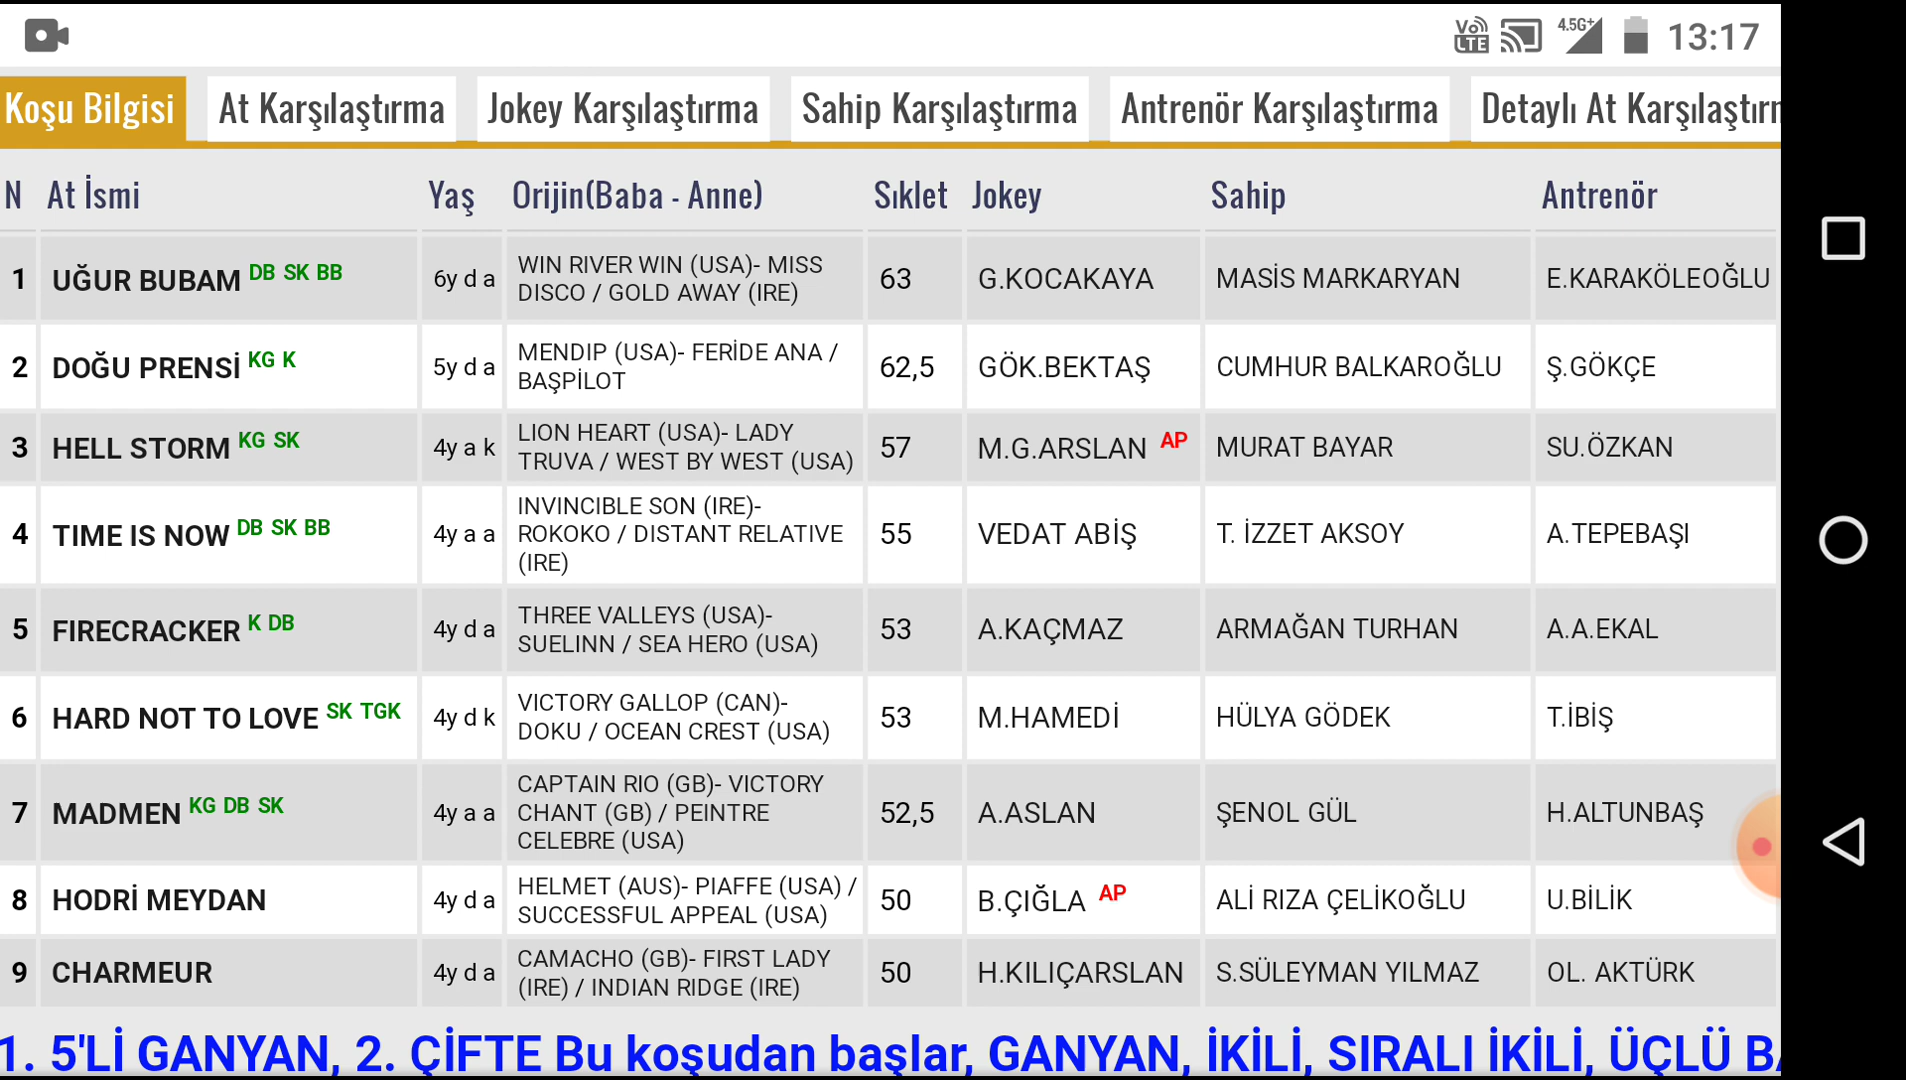 VoLTE 4.5G+ 13:17
Koşu Bilgisi At Karşılaştırma Jokey Karşılaştırma Sahip Karşılaştırma Antrenör Karşılaştırma Detaylı At Karşılaştırm
N At İsmi Yaş Orijin(Baba - Anne) Sıklet Jokey Sahip Antrenör
1 UĞUR BUBAM DB SK BB 6y d a WIN RIVER WIN (USA)- MISS
DISCO / GOLD AWAY (IRE) 63 G.KOCAKAYA MASİS MARKARYAN E.KARAKÖLEOĞLU
2 DOĞU PRENSİ KG K 5y d a MENDIP (USA)- FERİDE ANA /
BAŞPİLOT 62,5 GÖK.BEKTAŞ CUMHUR BALKAROĞLU Ş.GÖKÇE
3 HELL STORM KG SK 4y a k LION HEART (USA)- LADY
TRUVA / WEST BY WEST (USA) 57 M.G.ARSLAN AP MURAT BAYAR SU.ÖZKAN
4 TIME IS NOW DB SK BB 4y a a INVINCIBLE SON (IRE)-
ROKOKO / DISTANT RELATIVE
(IRE) 55 VEDAT ABİŞ T. İZZET AKSOY A.TEPEBAŞI
5 FIRECRACKER K DB 4y d a THREE VALLEYS (USA)-
SUELINN / SEA HERO (USA) 53 A.KAÇMAZ ARMAĞAN TURHAN A.A.EKAL
6 HARD NOT TO LOVE SK TGK 4y d k VICTORY GALLOP (CAN)-
DOKU / OCEAN CREST (USA) 53 M.HAMEDİ HÜLYA GÖDEK T.İBİŞ
7 MADMEN KG DB SK 4y a a CAPTAIN RIO (GB)- VICTORY
CHANT (GB) / PEINTRE
CELEBRE (USA) 52,5 A.ASLAN ŞENOL GÜL H.ALTUNBAŞ
8 HODRİ MEYDAN 4y d a HELMET (AUS)- PIAFFE (USA) /
SUCCESSFUL APPEAL (USA) 50 B.ÇIĞLA AP ALİ RIZA ÇELİKOĞLU U.BİLİK
9 CHARMEUR 4y d a CAMACHO (GB)- FIRST LADY
(IRE) / INDIAN RIDGE (IRE) 50 H.KILIÇARSLAN S.SÜLEYMAN YILMAZ OL. AKTÜRK
1. 5'Lİ GANYAN, 2. ÇİFTE Bu koşudan başlar, GANYAN, İKİLİ, SIRALI İKİLİ, ÜÇLÜ BA